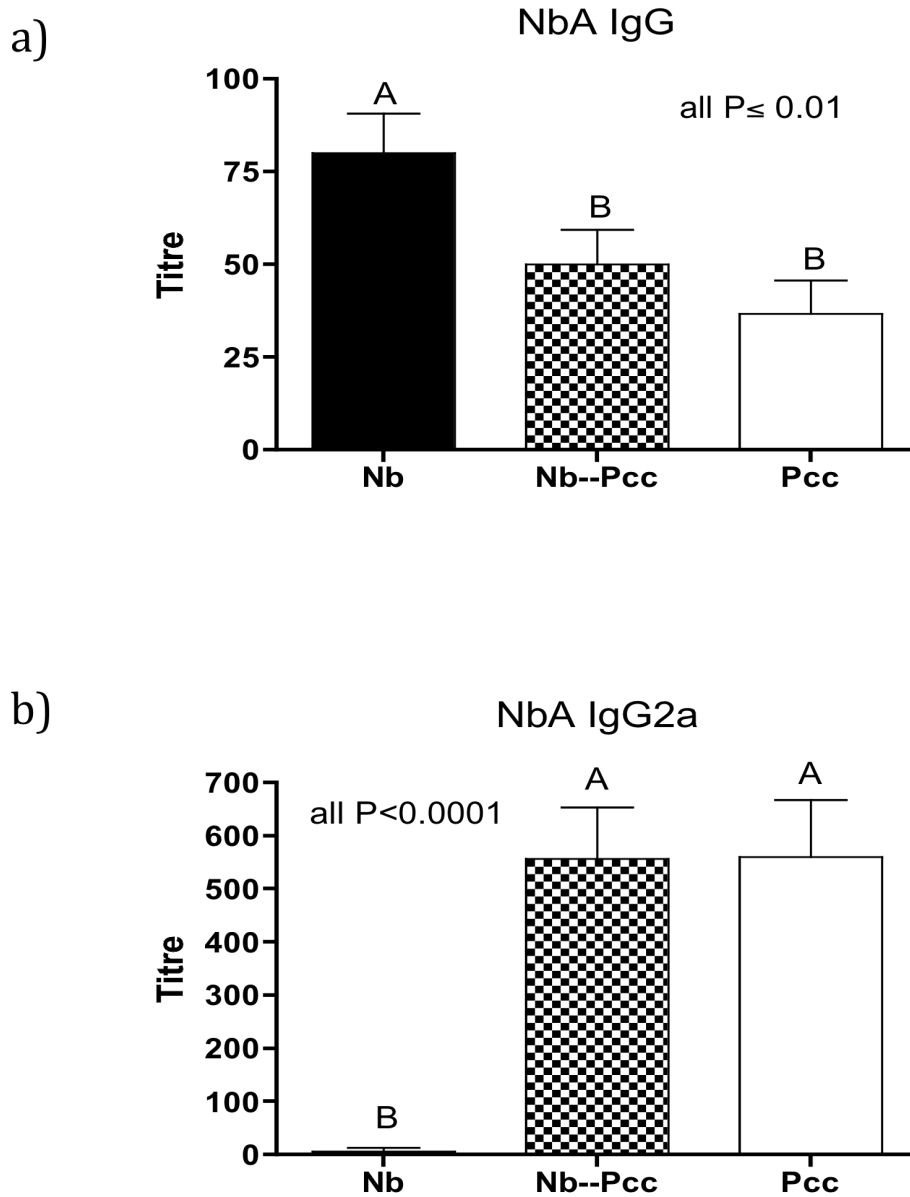 a)
NbA IgG
100
75
50
25
0
Titre
A
B
B
all P≤ 0.01
Nb Nb--Pcc Pcc
b)
NbA IgG2a
700
600
500
400
300
200
100
0
Titre
all P<0.0001
B
A
A
Nb Nb--Pcc Pcc